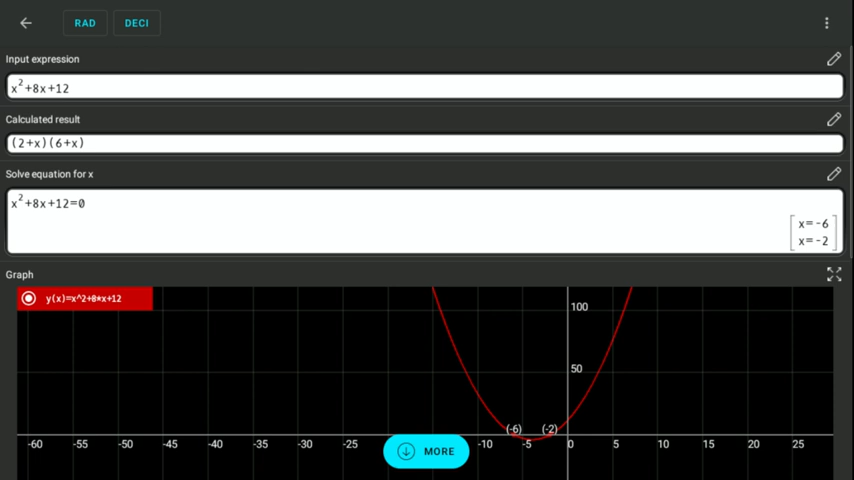 RAD DECI
Input expression
x²+8x+12
Calculated result
(2+x)(6+x)
Solve equation for x
x²+8x+12=0
x=-6
x=-2
Graph
y(x)=x^2+8*x+12
100
50
(-6) (-2)
-60 -55 -50 -45 -40 -35 -30 -25 -10 -5 0 5 10 15 20 25
MORE